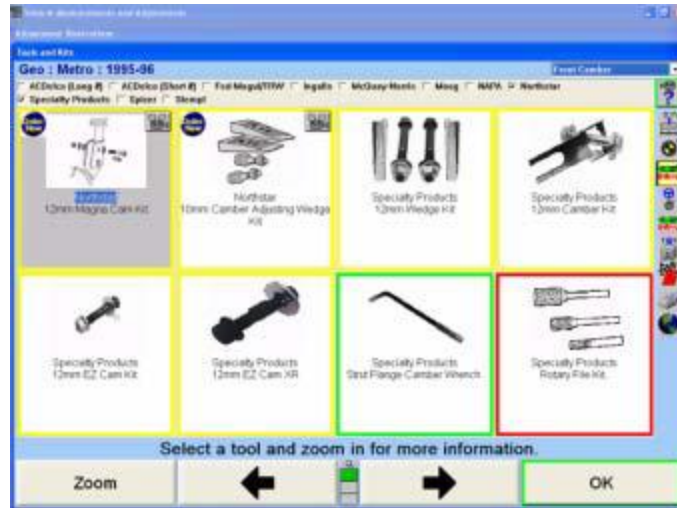 Tools and Kits
Geo : Metro : 1995-96
Front Camber
ACDelco (Long #) ACDelco (Short #) Fed-Mogul/TRW Ingalls McQuay-Norris Moog NAPA Northstar
Specialty Products Spicer Stempf
Northstar
12mm Magna Cam Kit
Northstar
10mm Camber Adjusting Wedge Kit
Specialty Products
12mm Wedge Kit
Specialty Products
12mm Camber Kit
Specialty Products
12mm EZ Cam Kit
Specialty Products
12mm EZ Cam XR
Specialty Products
Strut Flange Camber Wrench
Specialty Products
Rotary File Kit
Select a tool and zoom in for more information.
Zoom
OK